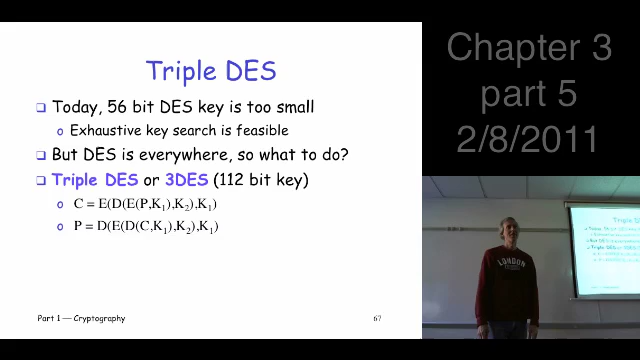 Triple DES
Today, 56 bit DES key is too small
Exhaustive key search is feasible
But DES is everywhere, so what to do?
Triple DES or 3DES (112 bit key)
C = E(D(E(P,K₁),K₂),K₁)
P = D(E(D(C,K₁),K₂),K₁)
Part 1 — Cryptography
67
Chapter 3
part 5
2/8/2011
LONDON
Triple DES